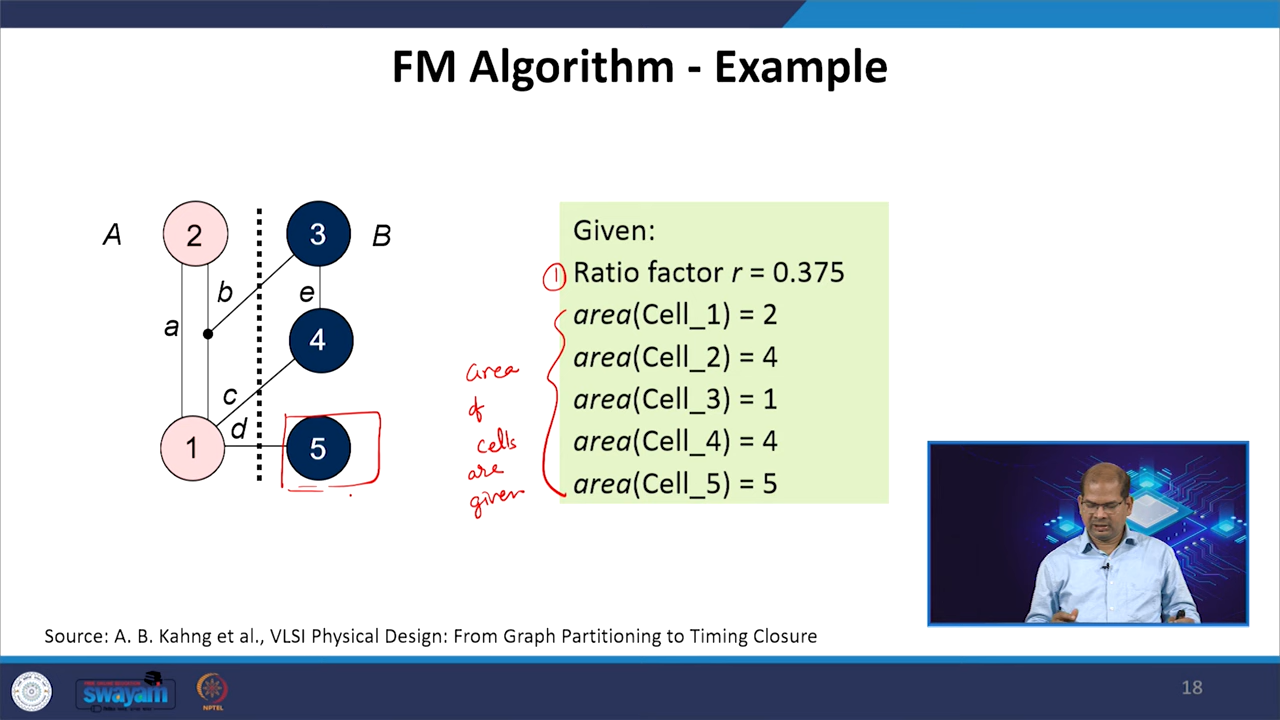 FM Algorithm - Example
A
2
3
B
b
e
a
4
c
d
1
5
Given:
① Ratio factor r = 0.375
area(Cell_1) = 2
area(Cell_2) = 4
area(Cell_3) = 1
area(Cell_4) = 4
area(Cell_5) = 5
area
of
cells
are
given
Source: A. B. Kahng et al., VLSI Physical Design: From Graph Partitioning to Timing Closure
swayam
NPTEL
18